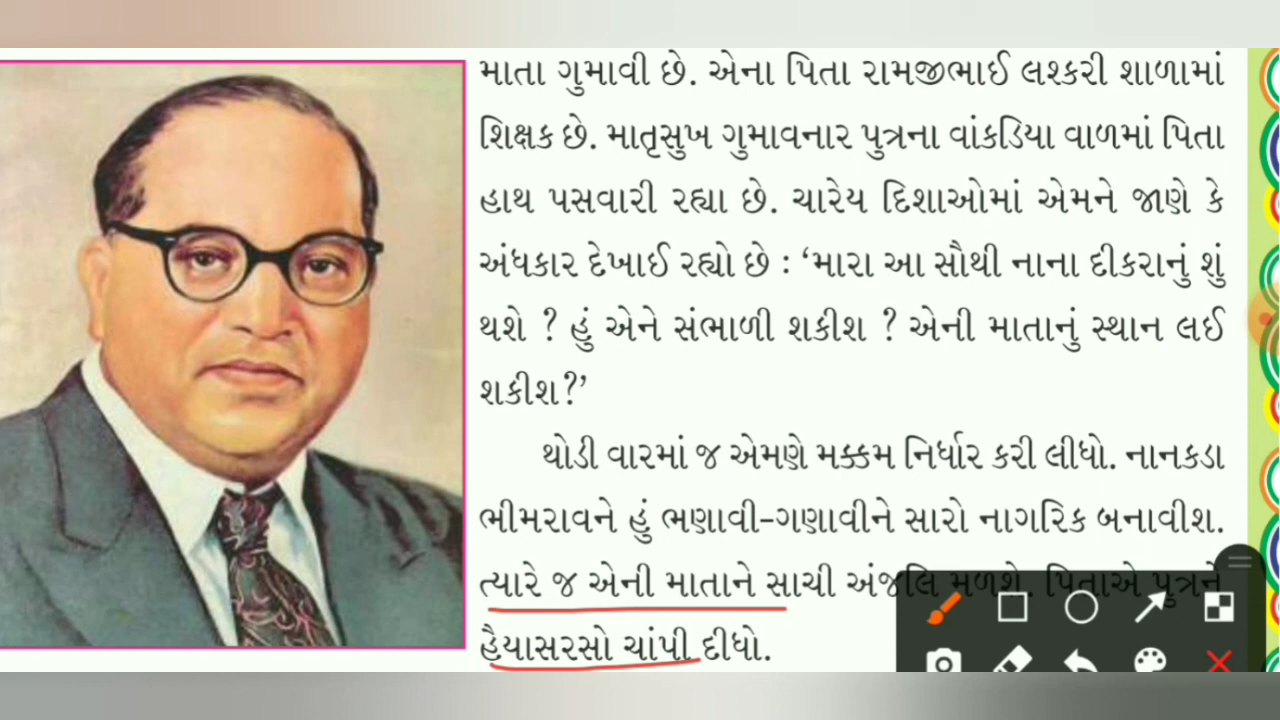 માતા ગુમાવી છે. એના પિતા રામજીભાઈ લશ્કરી શાળામાં
શિક્ષક છે. માતૃસુખ ગુમાવનાર પુત્રના વાંકડિયા વાળમાં પિતા
હાથ પસવારી રહ્યા છે. ચારેય દિશાઓમાં એમને જાણે કે
અંધકાર દેખાઈ રહ્યો છે : ‘મારા આ સૌથી નાના દીકરાનું શું
થશે ? હું એને સંભાળી શકીશ ? એની માતાનું સ્થાન લઈ
શકીશ?’
થોડી વારમાં જ એમણે મક્કમ નિર્ધાર કરી લીધો. નાનકડા
ભીમરાવને હું ભણાવી-ગણાવીને સારો નાગરિક બનાવીશ.
ત્યારે જ એની માતાને સાચી અંજલિ મળશે. પિતાએ પુત્રને
હૈયાસરસો ચાંપી દીધો.